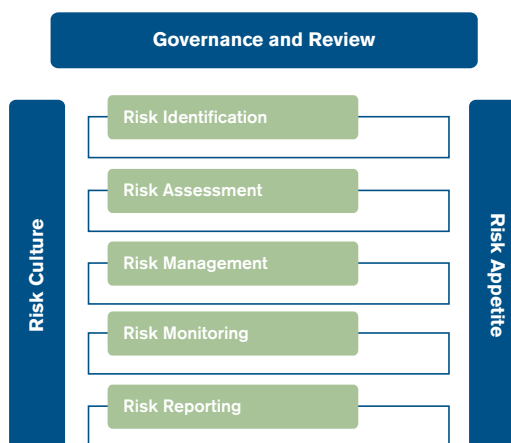 Governance and Review
Risk Culture
Risk Identification
Risk Assessment
Risk Management
Risk Monitoring
Risk Reporting
Risk Appetite